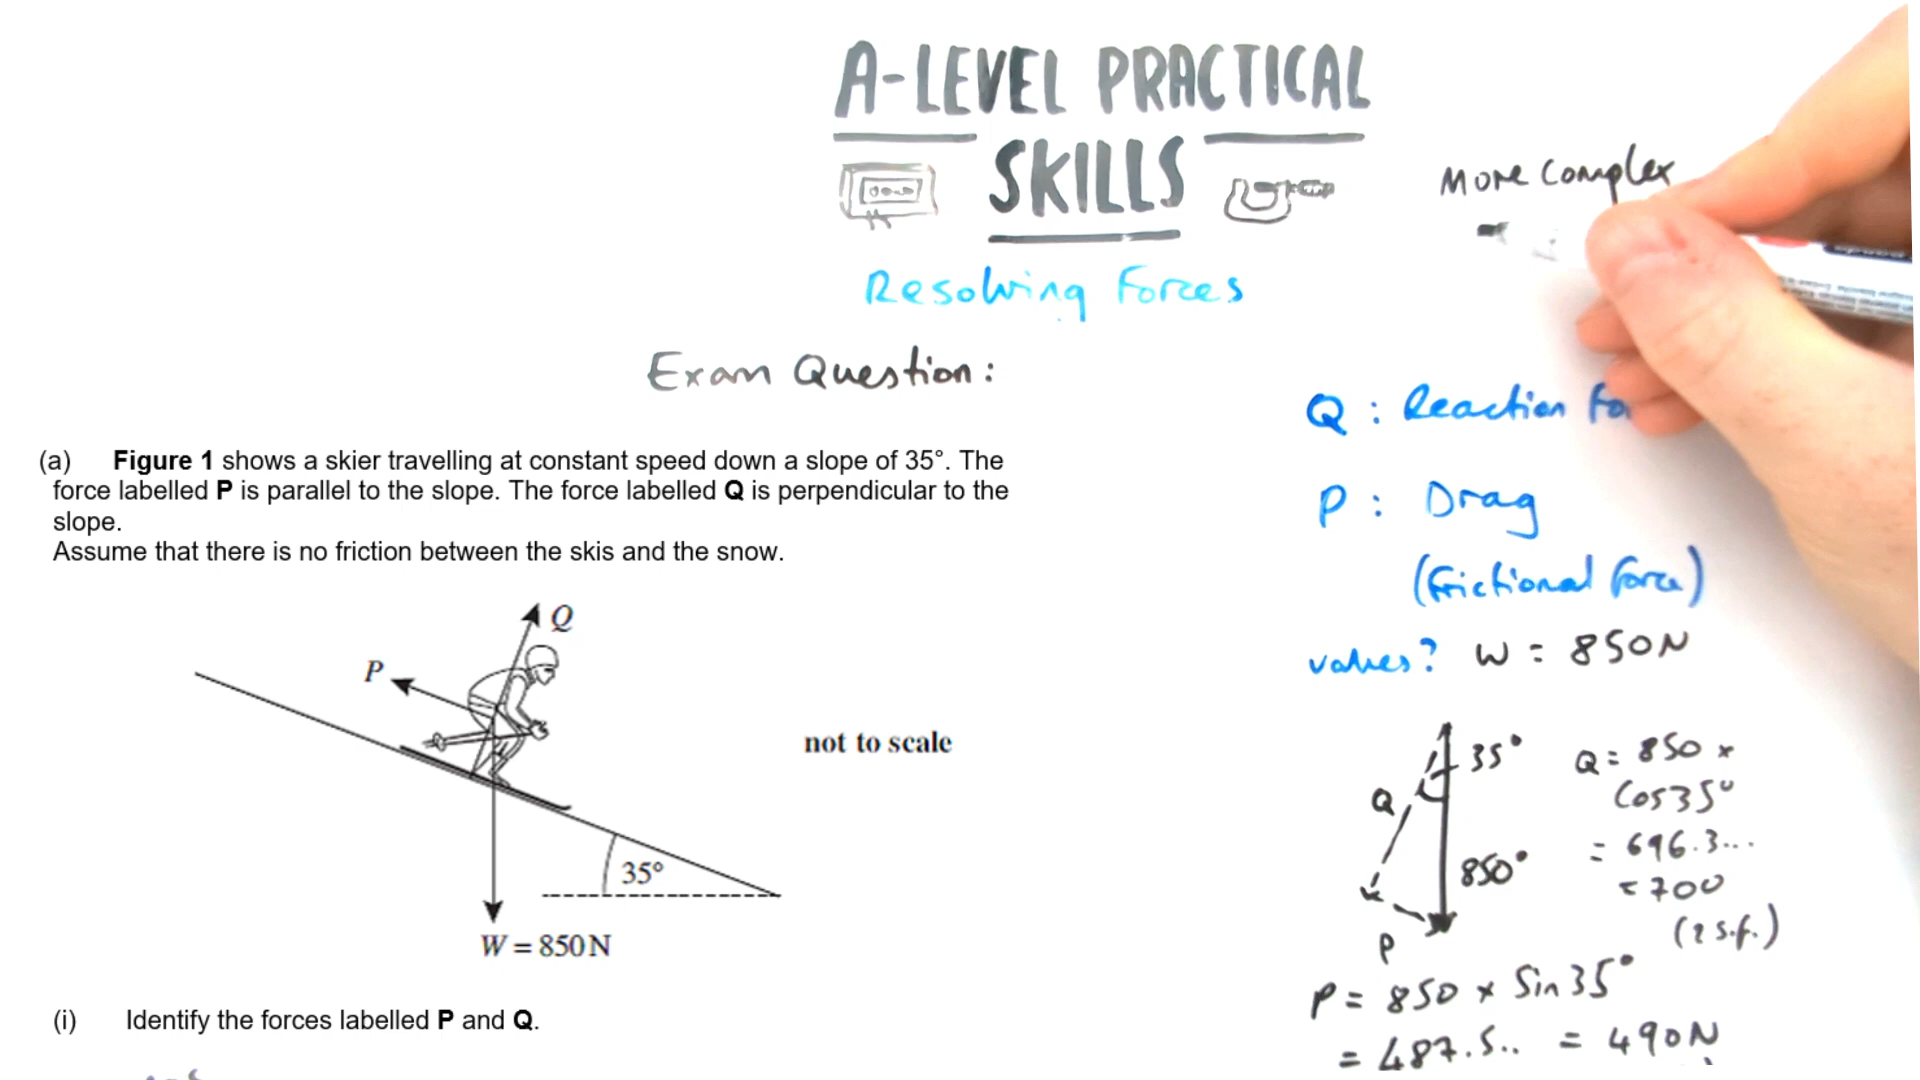 A-LEVEL PRACTICAL
SKILLS
More Complex
Resolving Forces
Exam Question:
Q : Reaction Fo
(a) Figure 1 shows a skier travelling at constant speed down a slope of 35°. The
force labelled P is parallel to the slope. The force labelled Q is perpendicular to the
slope.
Assume that there is no friction between the skis and the snow.
P : Drag
(frictional force)
values? W = 850N
Q
P
not to scale
35°
W = 850N
35°
Q
850°
P
Q = 850 x
Cos35°
= 696.3...
= 700
(2 s.f.)
P = 850 x Sin35°
= 487.5.. = 490N
(i) Identify the forces labelled P and Q.